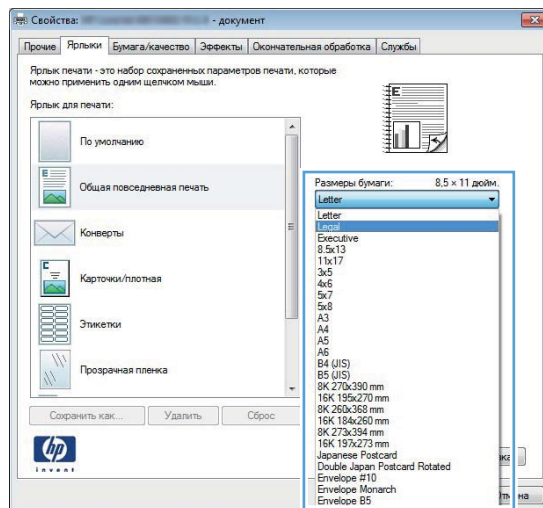 Свойства: - документ
Прочие Ярлыки Бумага/качество Эффекты Окончательная обработка Службы
Ярлык печати - это набор сохраненных параметров печати, которые
можно применить одним щелчком мыши.
Ярлык для печати:
По умолчанию
Общая повседневная печать
Конверты
Карточки/плотная
Этикетки
Прозрачная пленка
Сохранить как... Удалить Сброс
hp
invent
Размеры бумаги: 8,5 × 11 дюйм.
Letter
Letter
Legal
Executive
8.5x13
11x17
3x5
4x6
5x7
5x8
A3
A4
A5
A6
B4 (JIS)
B5 (JIS)
8K 270x390 mm
16K 195x270 mm
8K 260x368 mm
16K 184x260 mm
8K 273x394 mm
16K 197x273 mm
Japanese Postcard
Double Japan Postcard Rotated
Envelope #10
Envelope Monarch
Envelope B5